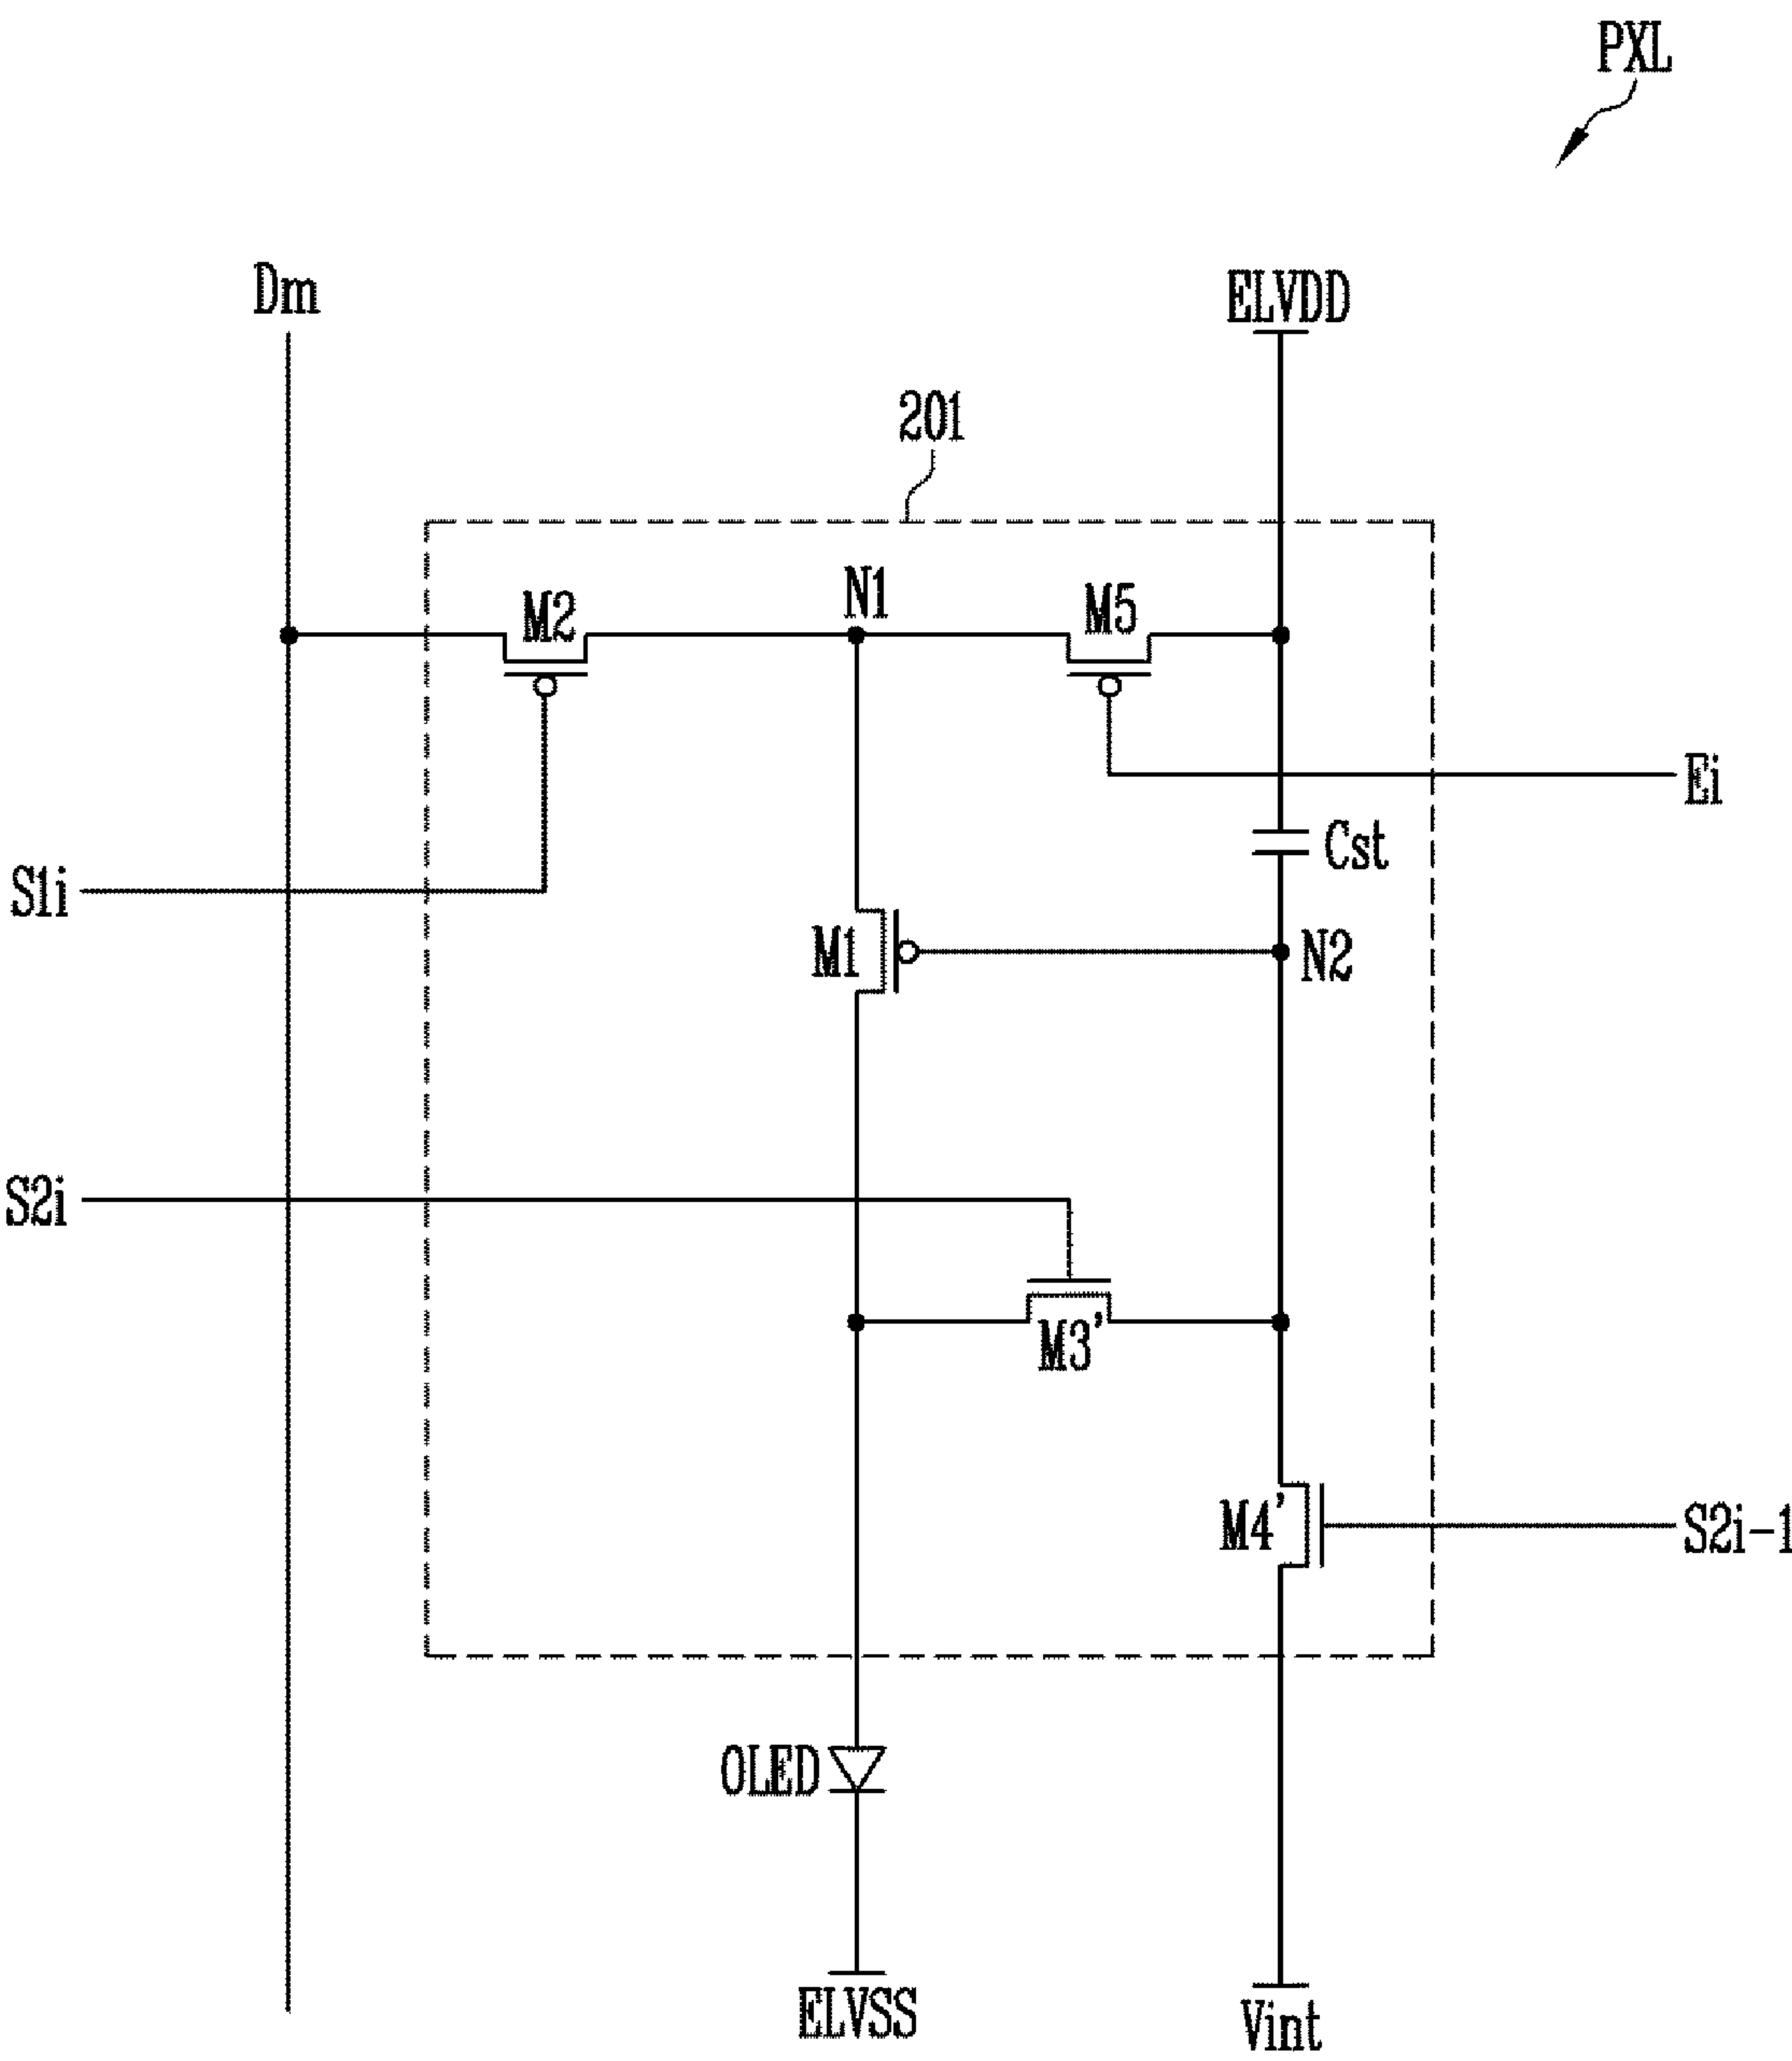 PXL
Dm
ELVDD
201
M2
N1
M5
Ei
Cst
S1i
M1
N2
S2i
M3'
M4'
S2i-1
OLED
ELVSS
Vint